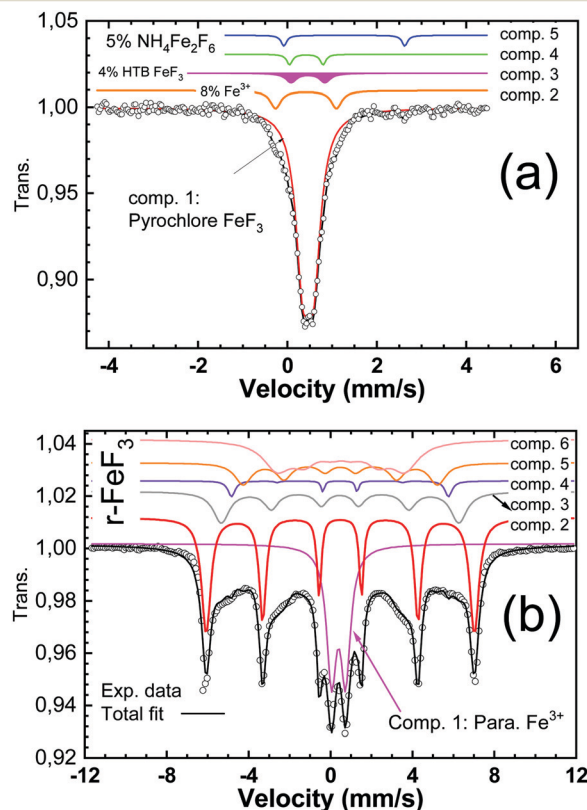 1,05
5% NH4Fe2F6
comp. 5
comp. 4
4% HTB FeF3
comp. 3
8% Fe3+
comp. 2
1,00
(a)
Trans.
0,95
comp. 1:
Pyrochlore FeF3
0,90
-4 -2 0 2 4 6
Velocity (mm/s)
1,04
r-FeF3
comp. 6
comp. 5
1,02
comp. 4
comp. 3
comp. 2
1,00
Trans.
0,98
(b)
0,96
0,94
Exp. data
Total fit
Comp. 1: Para. Fe3+
0,92
-12 -8 -4 0 4 8 12
Velocity (mm/s)